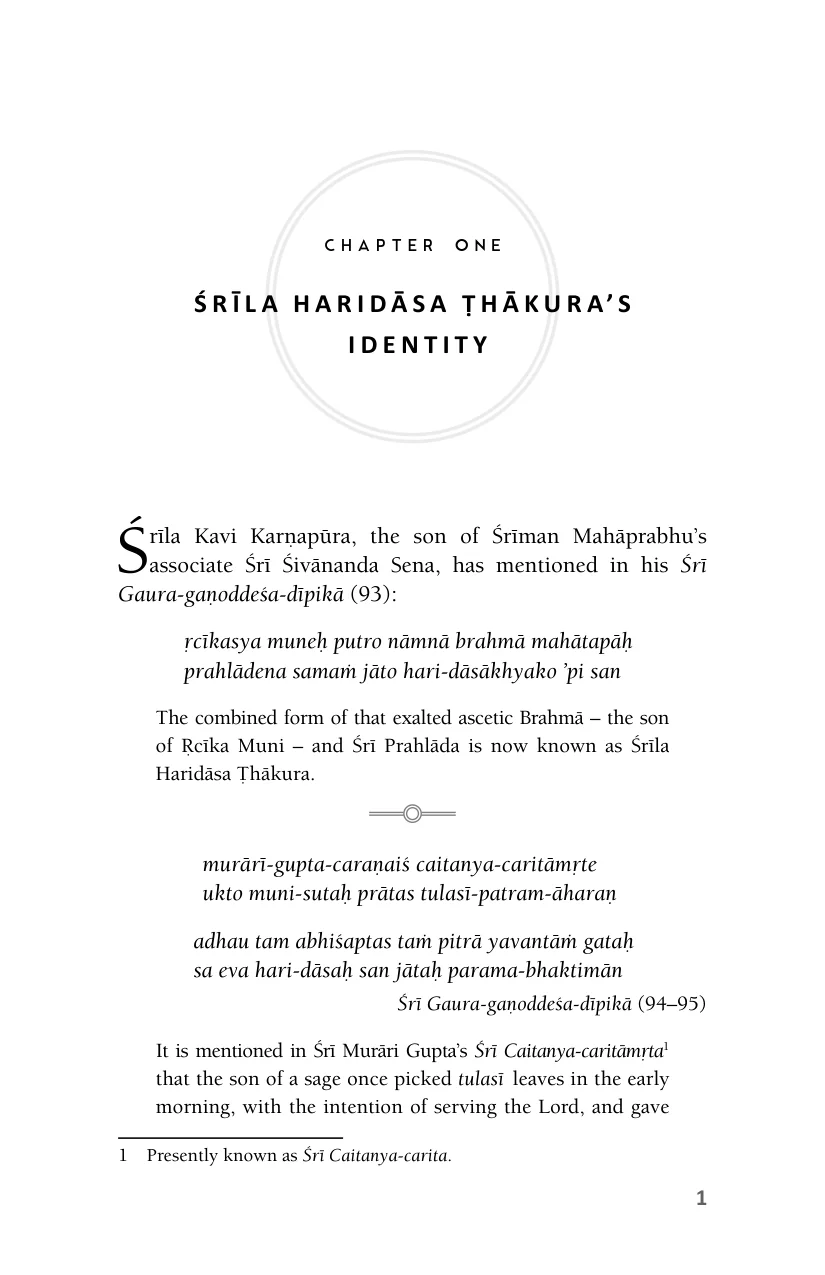 CHAPTER ONE
ŚRĪLA HARIDĀSA ṬHĀKURA’S
IDENTITY
Śrīla Kavi Karṇapūra, the son of Śrīman Mahāprabhu’s
associate Śrī Śivānanda Sena, has mentioned in his Śrī
Gaura-gaṇoddeśa-dīpikā (93):
ṛcīkasya muneḥ putro nāmnā brahmā mahātapāḥ
prahlādena samaṁ jāto hari-dāsākhyako ’pi san
The combined form of that exalted ascetic Brahmā – the son
of Ṛcīka Muni – and Śrī Prahlāda is now known as Śrīla
Haridāsa Ṭhākura.
murārī-gupta-caraṇaiś caitanya-caritāmṛte
ukto muni-sutaḥ prātas tulasī-patram-āharaṇ
adhau tam abhiśaptas taṁ pitrā yavantāṁ gataḥ
sa eva hari-dāsaḥ san jātaḥ parama-bhaktimān
Śrī Gaura-gaṇoddeśa-dīpikā (94–95)
It is mentioned in Śrī Murāri Gupta’s Śrī Caitanya-caritāmṛta1
that the son of a sage once picked tulasī leaves in the early
morning, with the intention of serving the Lord, and gave
1 Presently known as Śrī Caitanya-carita.
1